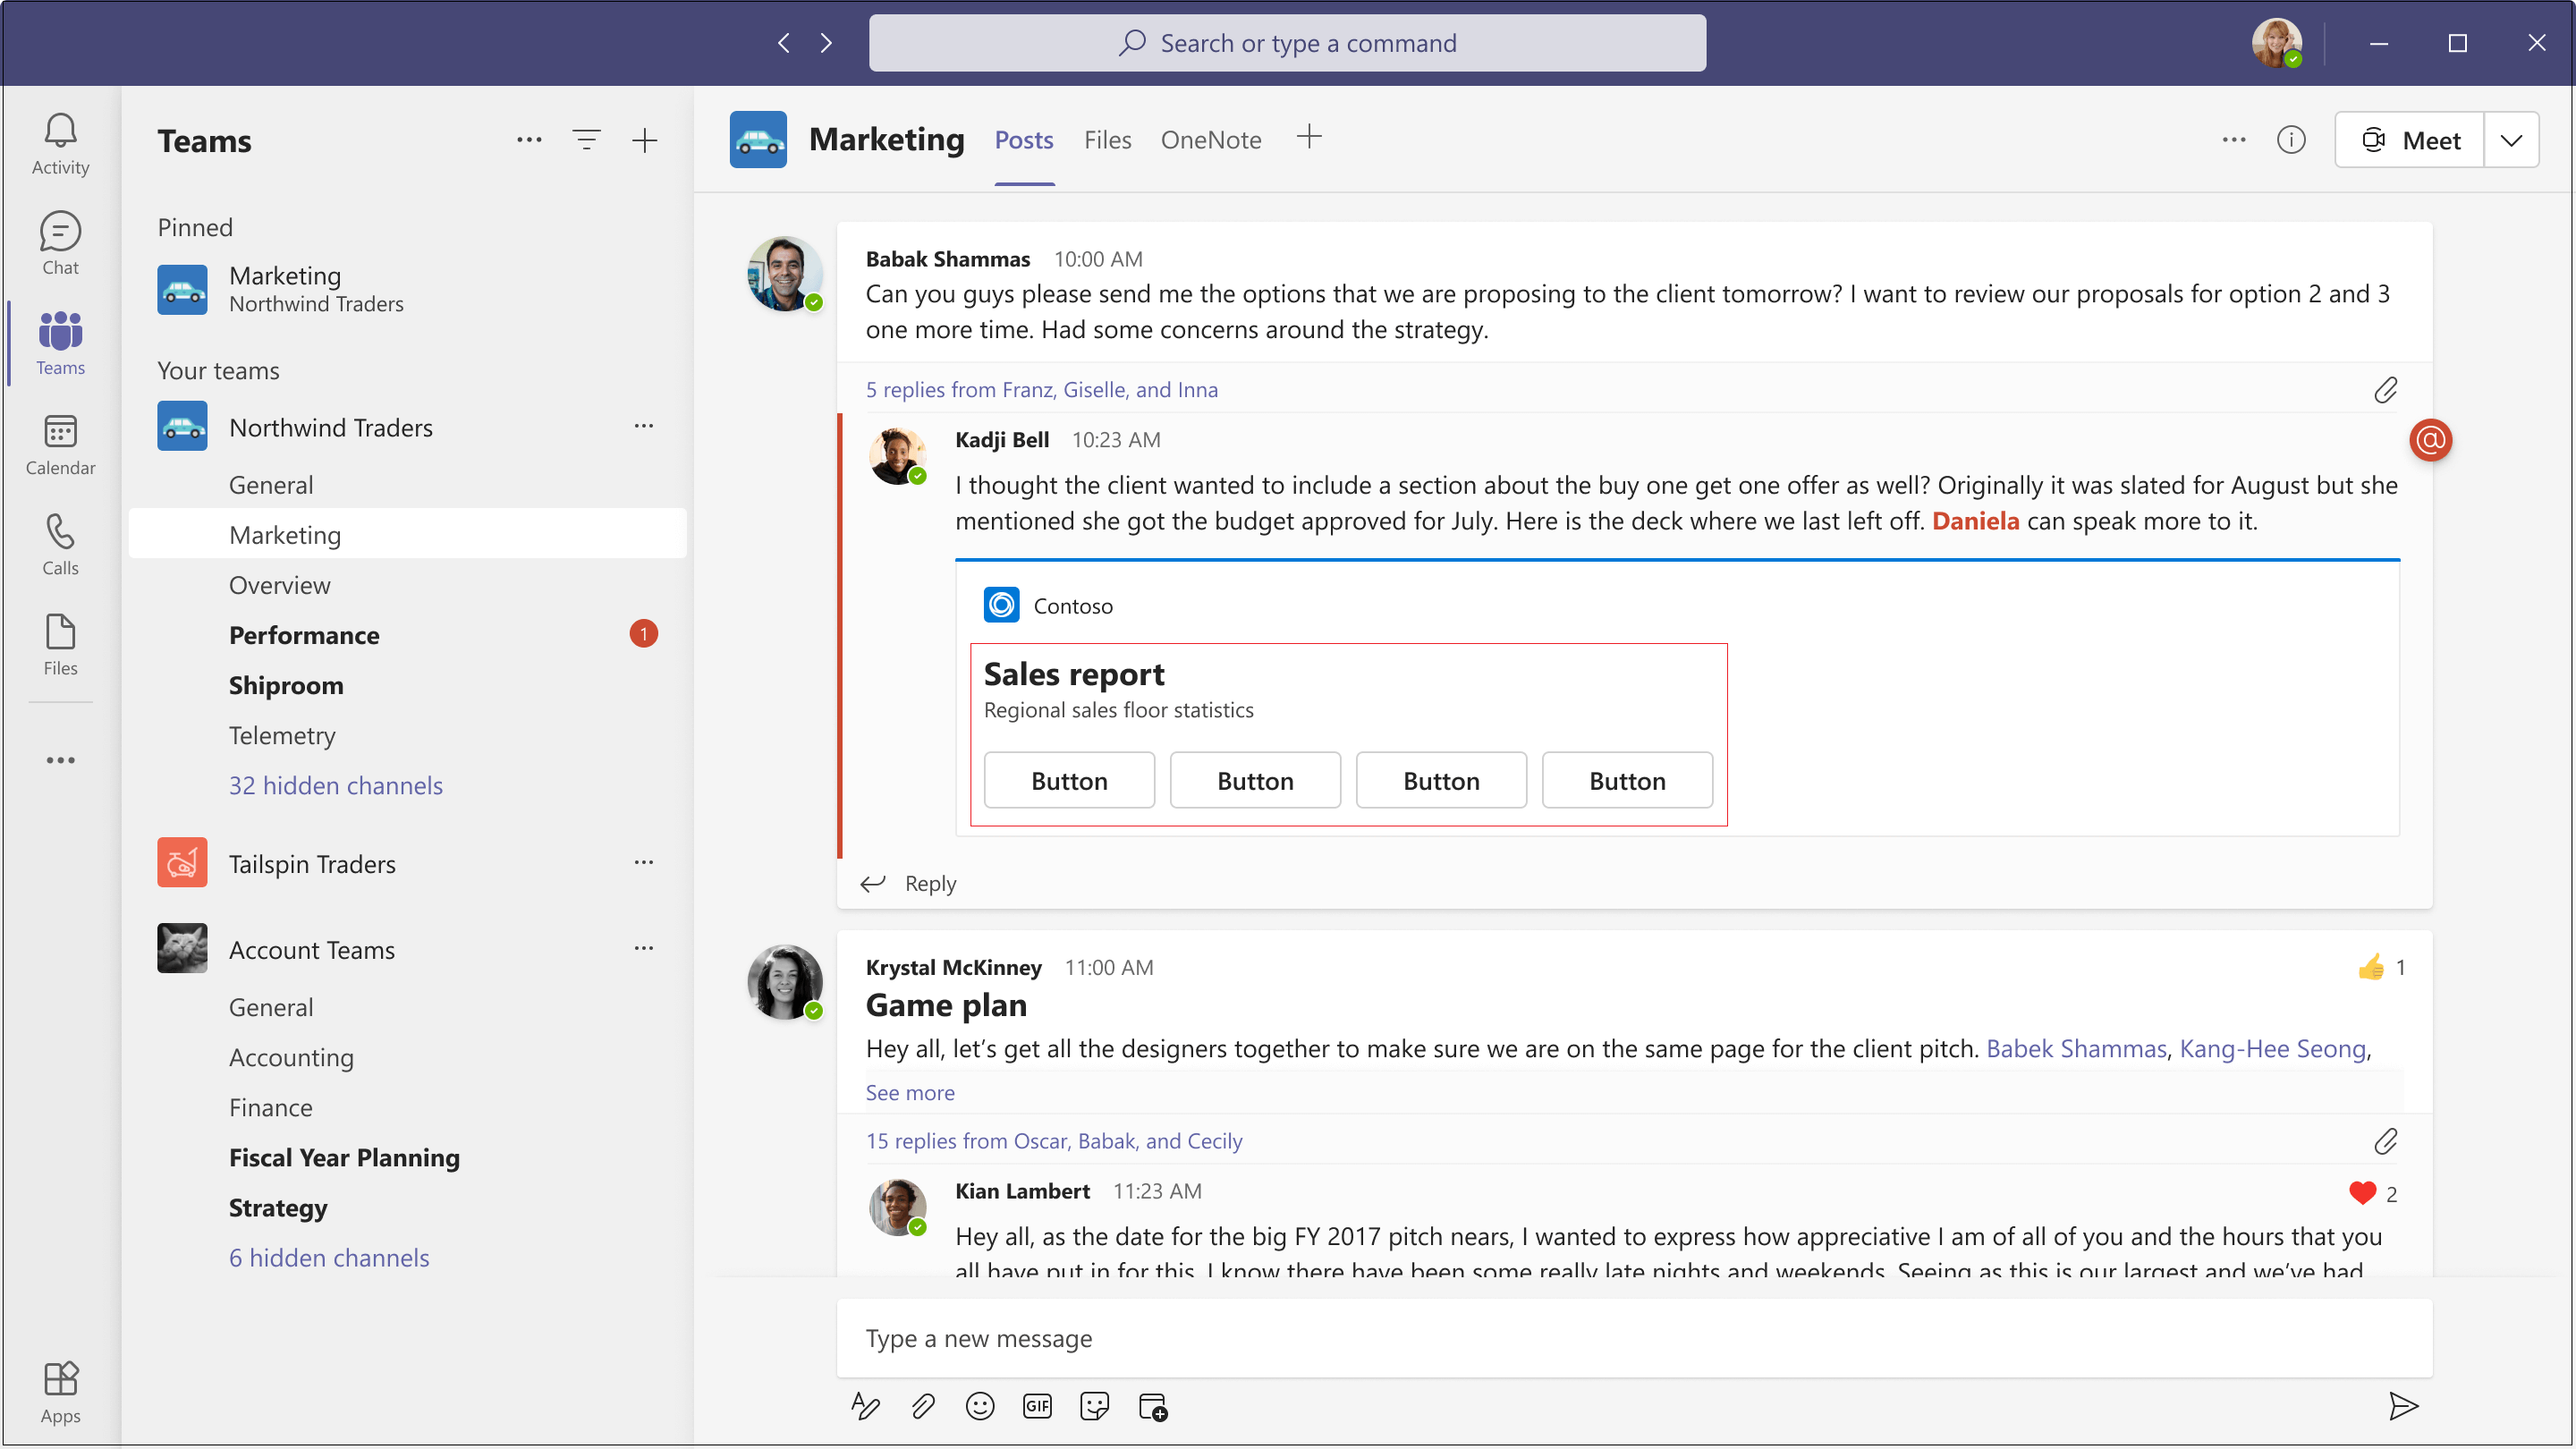 Search or type a command
Activity
Chat
Teams
Calendar
Calls
Files
Apps
Teams
Pinned
Marketing
Northwind Traders
Your teams
Northwind Traders
General
Marketing
Overview
Performance 1
Shiproom
Telemetry
32 hidden channels
Tailspin Traders
Account Teams
General
Accounting
Finance
Fiscal Year Planning
Strategy
6 hidden channels
Marketing Posts Files OneNote Meet
Babak Shammas 10:00 AM
Can you guys please send me the options that we are proposing to the client tomorrow? I want to review our proposals for option 2 and 3
one more time. Had some concerns around the strategy.
5 replies from Franz, Giselle, and Inna
Kadji Bell 10:23 AM
@
I thought the client wanted to include a section about the buy one get one offer as well? Originally it was slated for August but she
mentioned she got the budget approved for July. Here is the deck where we last left off. Daniela can speak more to it.
Contoso
Sales report
Regional sales floor statistics
Button Button Button Button
Reply
Krystal McKinney 11:00 AM 1
Game plan
Hey all, let’s get all the designers together to make sure we are on the same page for the client pitch. Babek Shammas, Kang-Hee Seong,
See more
15 replies from Oscar, Babak, and Cecily
Kian Lambert 11:23 AM 2
Hey all, as the date for the big FY 2017 pitch nears, I wanted to express how appreciative I am of all of you and the hours that you
all have put in for this. I know there have been some really late nights and weekends. Seeing as this is our largest and we’ve had
Type a new message
GIF